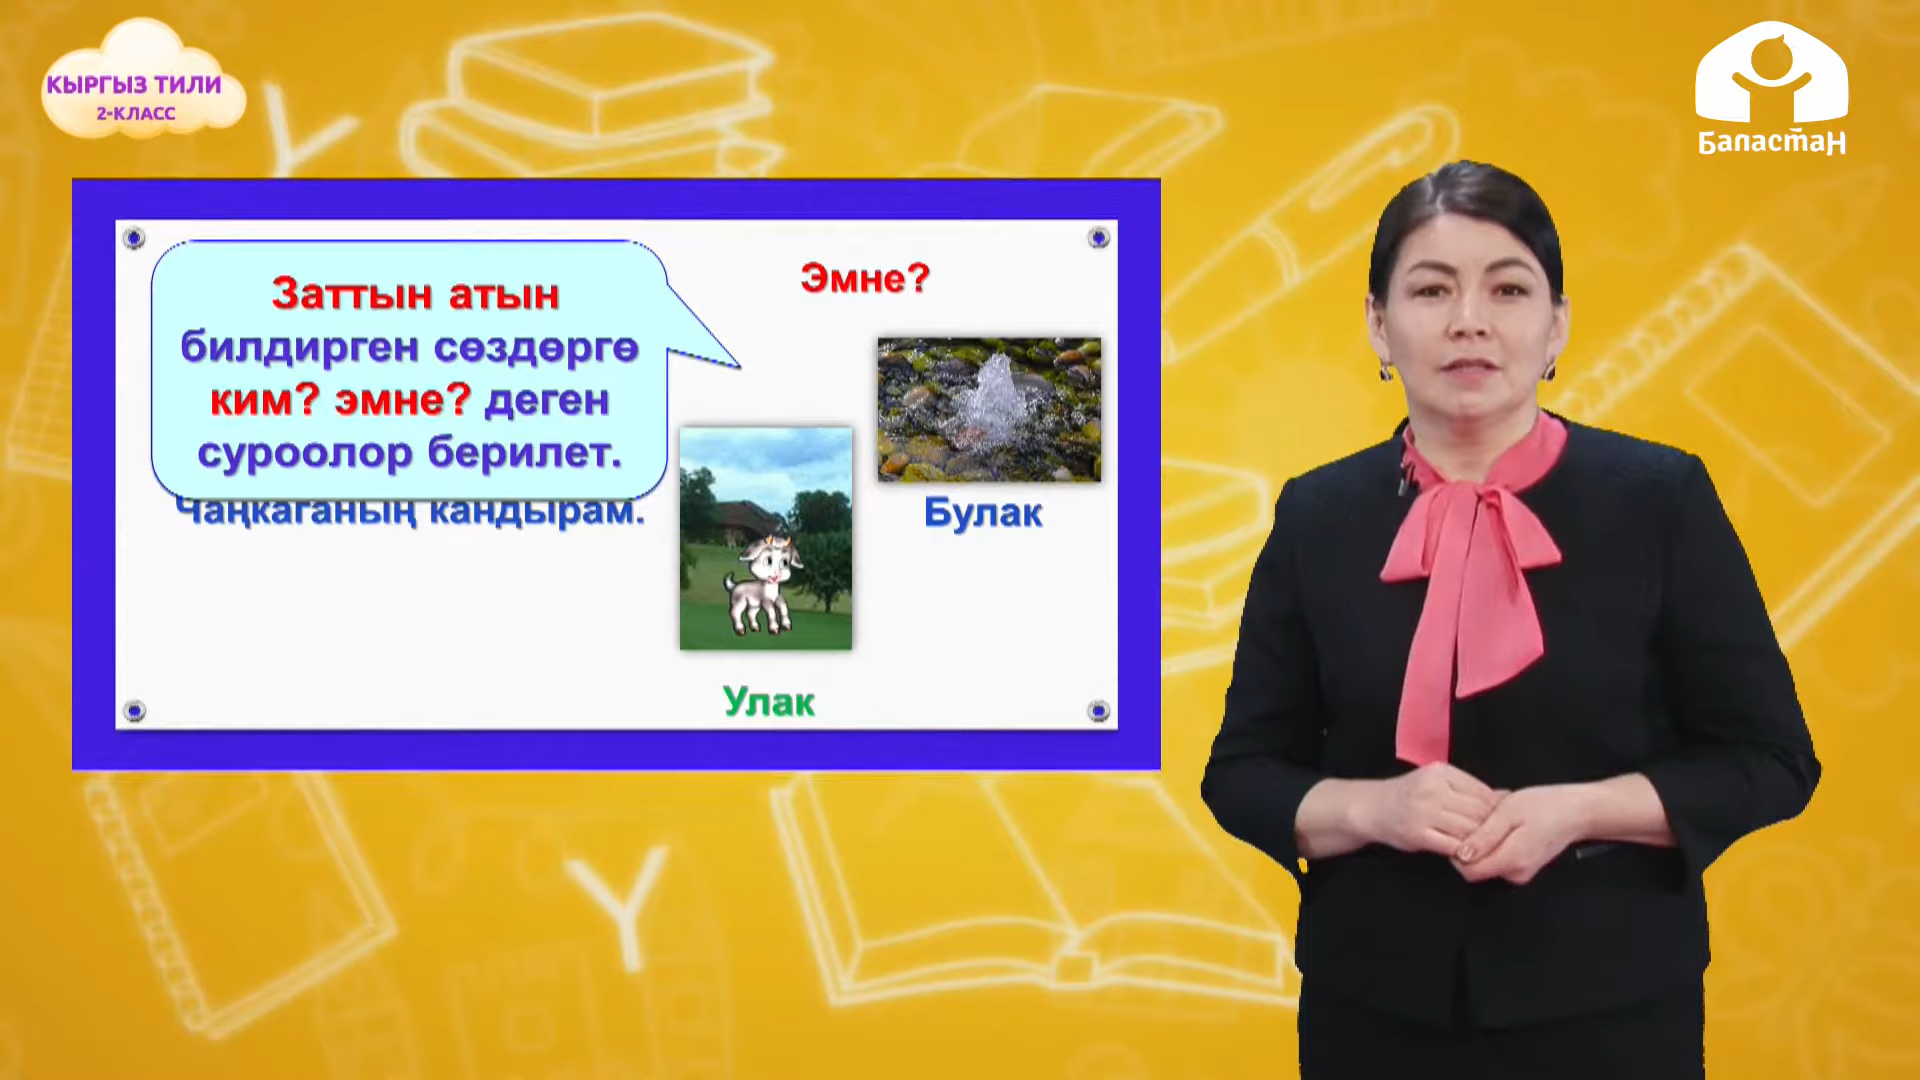 КЫРГЫЗ ТИЛИ
2-КЛАСС
Баластан
Заттын атын
билдирген сөздөргө
ким? эмне? деген
суроолор берилет.
Чаңкаганың кандырам.
Эмне?
Булак
Улак